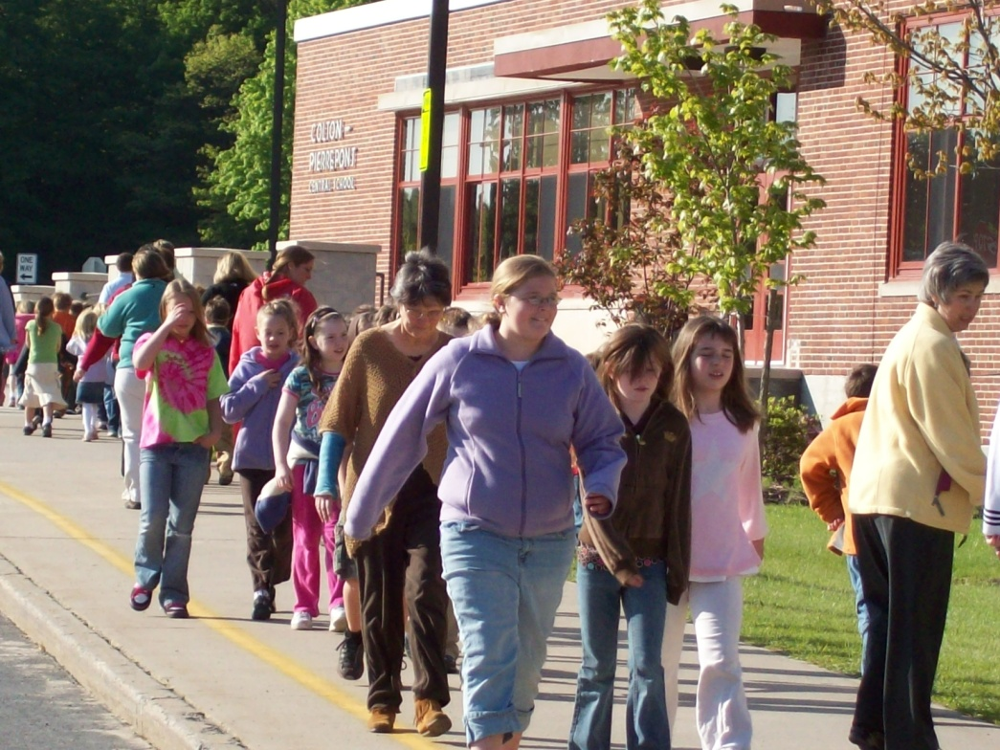 COLTON -
PIERREPONT
CENTRAL SCHOOL
ONE
WAY